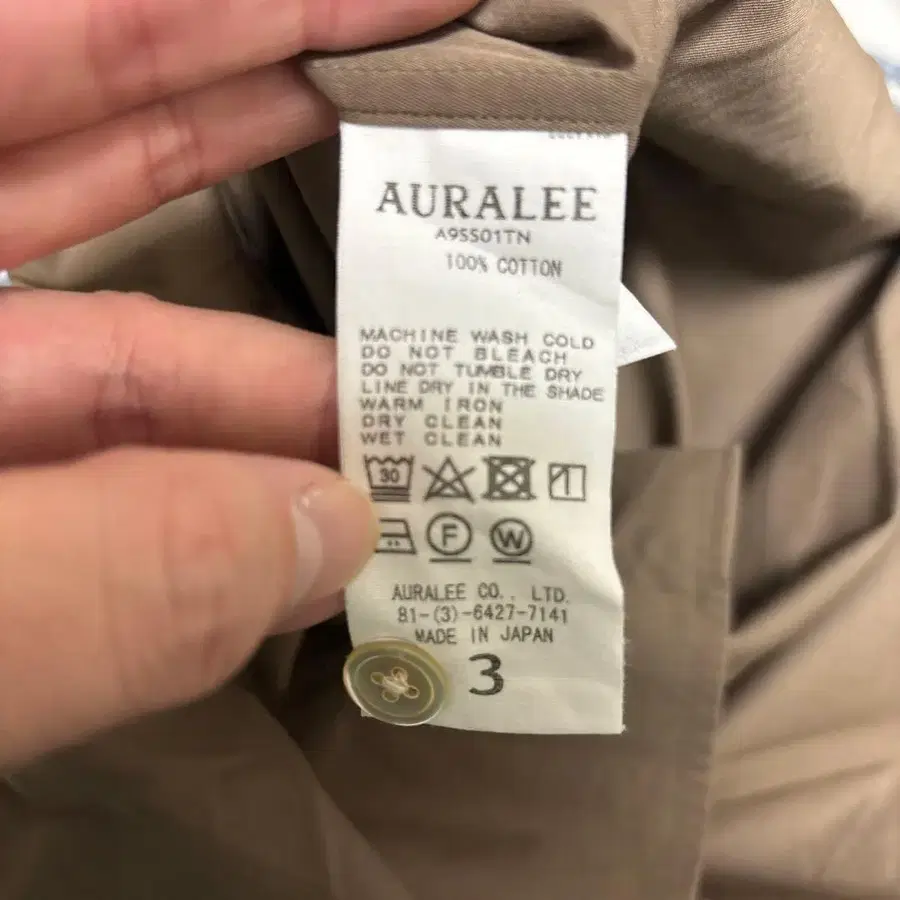 AURALEE
A9SS01TN
100% COTTON
MACHINE WASH COLD
DO NOT BLEACH
DO NOT TUMBLE DRY
LINE DRY IN THE SHADE
WARM IRON
DRY CLEAN
WET CLEAN
30
F W
AURALEE CO., LTD.
81-(3)-6427-7141
MADE IN JAPAN
3